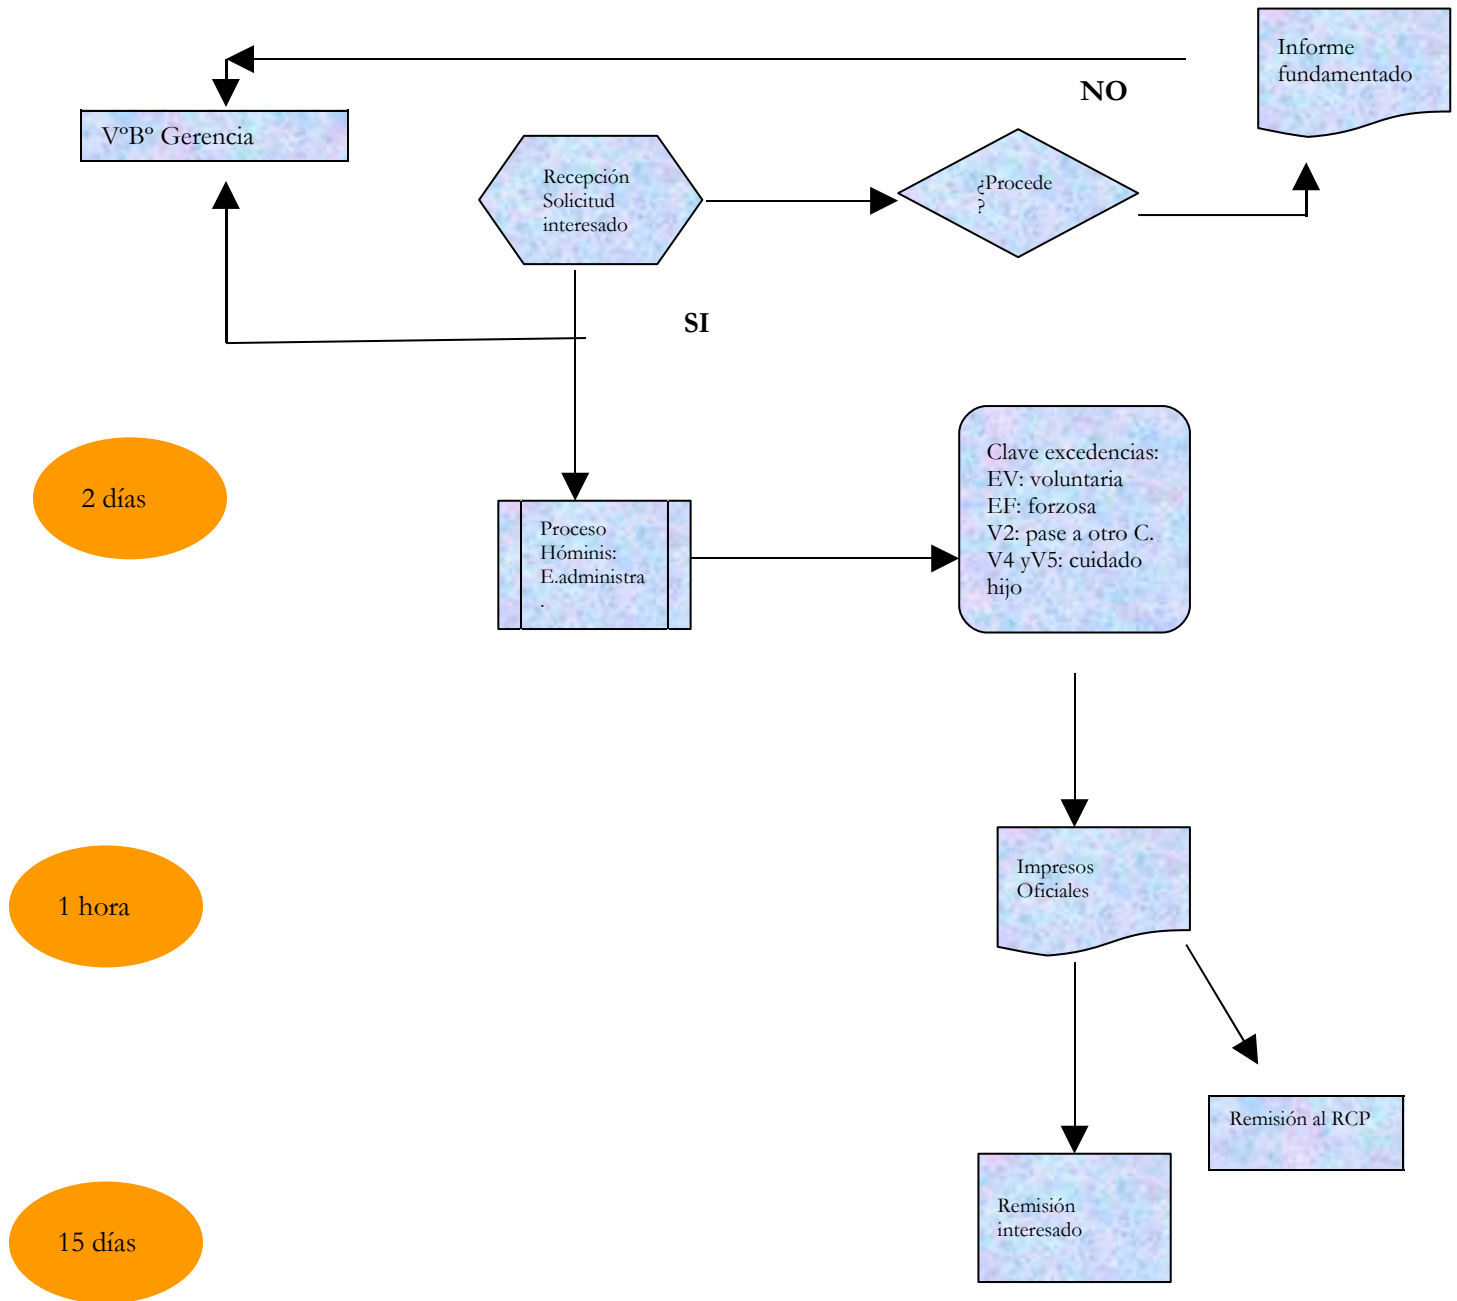 Informe
fundamentado
NO
VºBº Gerencia
Recepción
Solicitud
interesado
¿Procede
?
SI
2 días
Proceso
Hóminis:
E.administra
.
Clave excedencias:
EV: voluntaria
EF: forzosa
V2: pase a otro C.
V4 yV5: cuidado
hijo
1 hora
Impresos
Oficiales
Remisión al RCP
15 días
Remisión
interesado